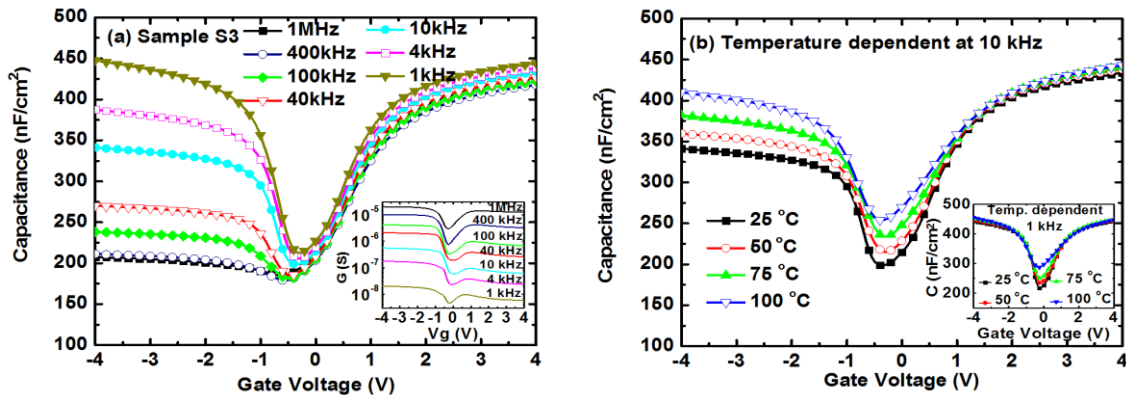 (a) Sample S3
1MHz
400kHz
100kHz
40kHz
10kHz
4kHz
1kHz
500
450
400
350
300
250
200
150
100
Capacitance (nF/cm²)
-4 -3 -2 -1 0 1 2 3 4
Gate Voltage (V)
10⁻⁵
10⁻⁶
10⁻⁷
10⁻⁸
G (S)
1MHz
400 kHz
100 kHz
40 kHz
10 kHz
4 kHz
1 kHz
-4 -3 -2 -1 0 1 2 3 4
Vg (V)
(b) Temperature dependent at 10 kHz
500
450
400
350
300
250
200
150
100
Capacitance (nF/cm²)
25 °C
50 °C
75 °C
100 °C
-4 -3 -2 -1 0 1 2 3 4
Gate Voltage (V)
Temp. dependent
1 kHz
500
400
300
200
C (nF/cm²)
25 °C
75 °C
50 °C
100 °C
-4 -2 0 2 4
Gate Voltage (V)